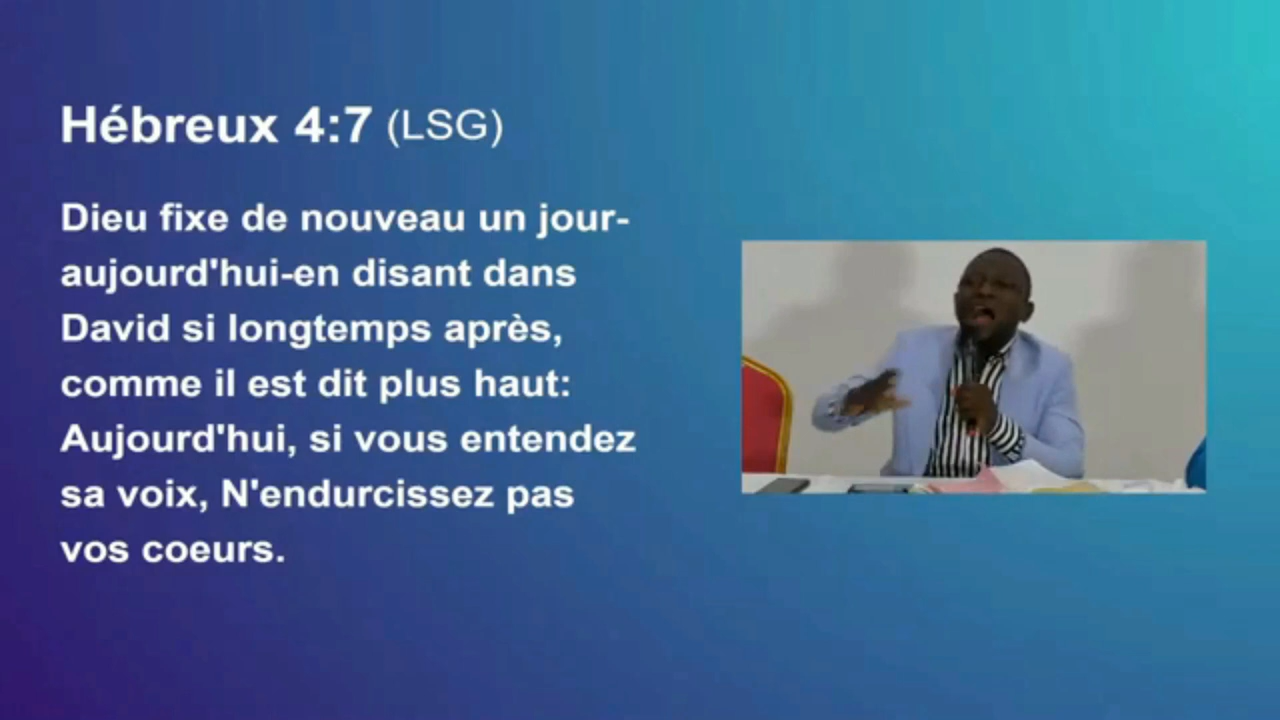 Hébreux 4:7 (LSG)
Dieu fixe de nouveau un jour-
aujourd'hui-en disant dans
David si longtemps après,
comme il est dit plus haut:
Aujourd'hui, si vous entendez
sa voix, N'endurcissez pas
vos coeurs.